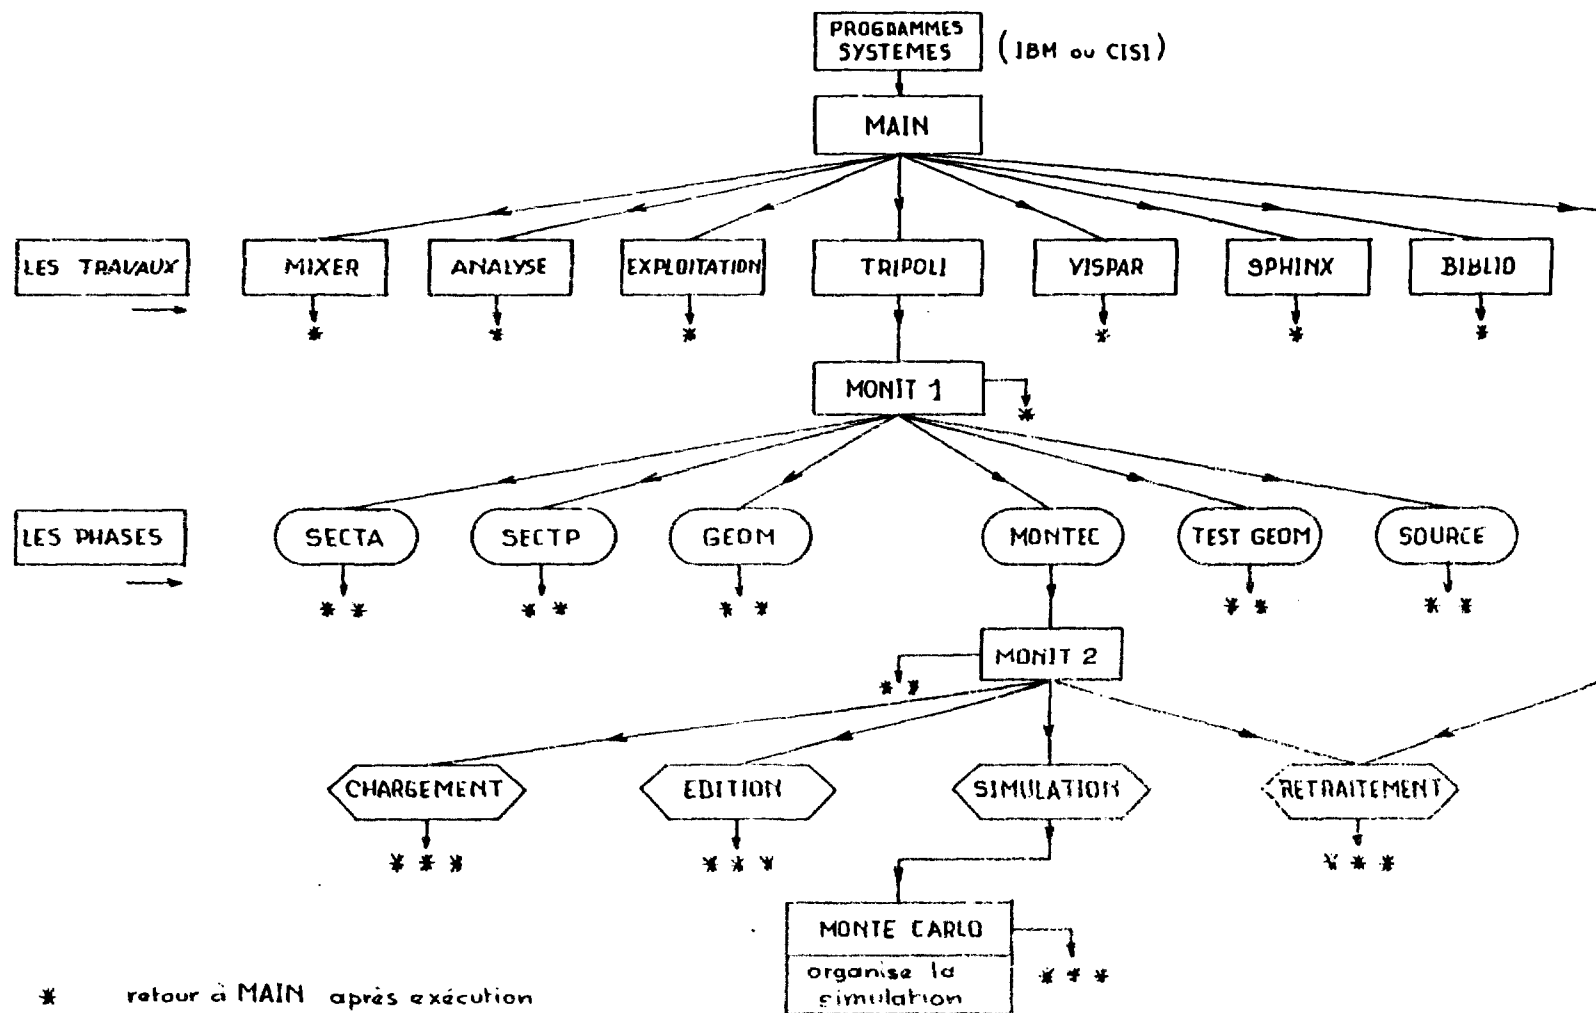 PROGRAMMES
SYSTEMES
(IBM ou CISI)
MAIN
LES TRAVAUX
MIXER
ANALYSE
EXPLOITATION
TRIPOLI
VISPAR
SPHINX
BIBLIO
*
*
*
*
*
*
MONIT 1
*
LES PHASES
SECTA
SECTP
GEOM
MONTEC
TEST GEOM
SOURCE
* *
* *
* *
* *
* *
MONIT 2
* *
CHARGEMENT
EDITION
SIMULATION
RETRAITEMENT
* * *
* * *
* * *
MONTE CARLO
organise la
simulation
* * *
* retour à MAIN après exécution